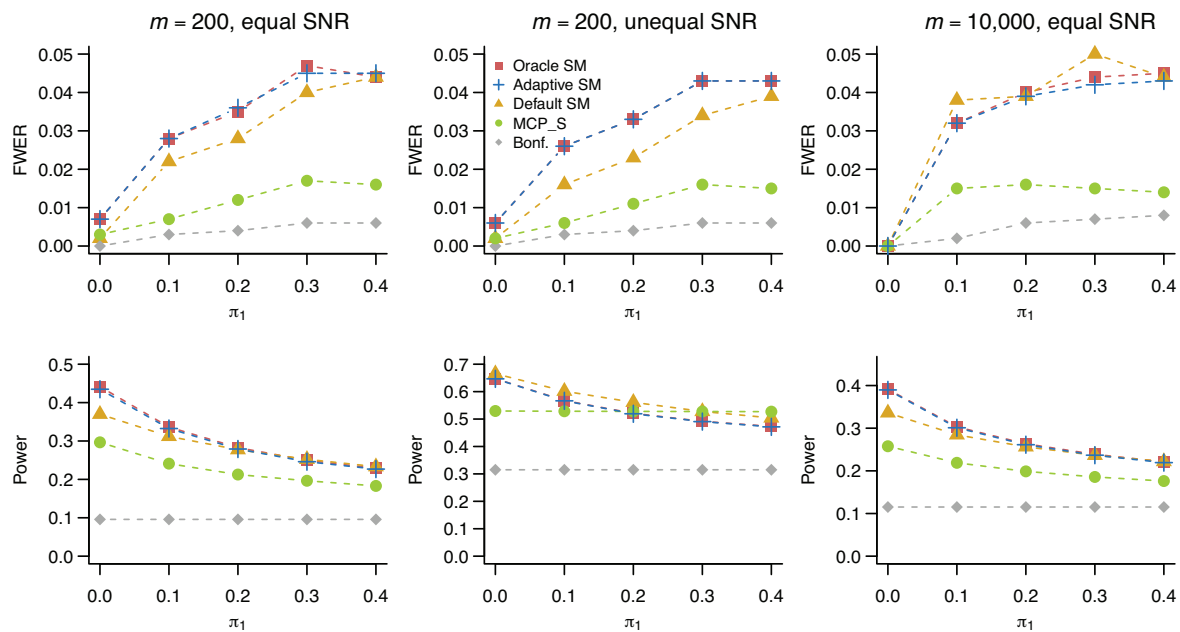 m = 200, equal SNR
m = 200, unequal SNR
m = 10,000, equal SNR
FWER
0.05
0.04
0.03
0.02
0.01
0.00
0.0 0.1 0.2 0.3 0.4
π1
FWER
0.05
0.04
0.03
0.02
0.01
0.00
Oracle SM
Adaptive SM
Default SM
MCP_S
Bonf.
0.0 0.1 0.2 0.3 0.4
π1
FWER
0.05
0.04
0.03
0.02
0.01
0.00
0.0 0.1 0.2 0.3 0.4
π1
Power
0.5
0.4
0.3
0.2
0.1
0.0
0.0 0.1 0.2 0.3 0.4
π1
Power
0.7
0.6
0.5
0.4
0.3
0.2
0.1
0.0
0.0 0.1 0.2 0.3 0.4
π1
Power
0.4
0.3
0.2
0.1
0.0
0.0 0.1 0.2 0.3 0.4
π1